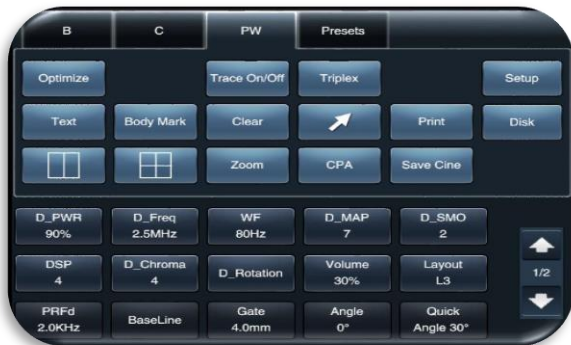 B C PW Presets
Optimize Trace On/Off Triplex Setup
Text Body Mark Clear Print Disk
Zoom CPA Save Cine
D_PWR D_Freq WF D_MAP D_SMO
90% 2.5MHz 80Hz 7 2
DSP D_Chroma D_Rotation Volume Layout
4 4 30% L3
1/2
PRFd BaseLine Gate Angle Quick
2.0KHz 4.0mm 0° Angle 30°